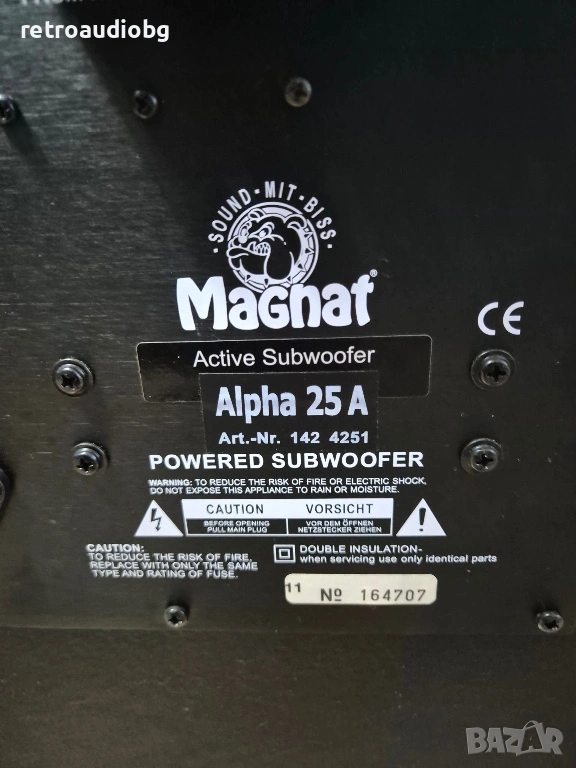 retroaudiobg
·SOUND·MIT·BISS·
Magnat®
CE
Active Subwoofer
Alpha 25 A
Art.-Nr. 142 4251
POWERED SUBWOOFER
WARNING: TO REDUCE THE RISK OF FIRE OR ELECTRIC SHOCK,
DO NOT EXPOSE THIS APPLIANCE TO RAIN OR MOISTURE.
CAUTION
VORSICHT
BEFORE OPENING
PULL MAIN PLUG
VOR DEM ÖFFNEN
NETZSTECKER ZIEHEN
CAUTION:
TO REDUCE THE RISK OF FIRE,
REPLACE WITH ONLY THE SAME
TYPE AND RATING OF FUSE.
DOUBLE INSULATION-
when servicing use only identical parts
11 № 164707
BAZAR